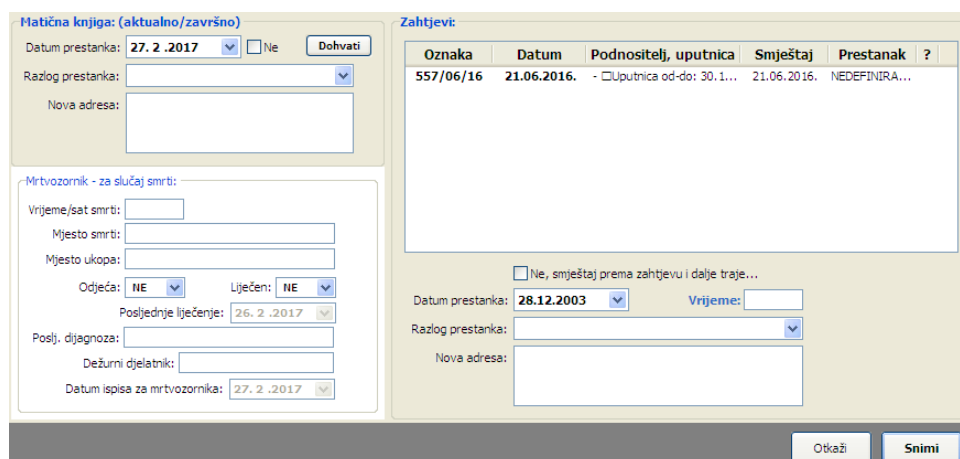 Matična knjiga: (aktualno/završno)
Datum prestanka: 27. 2 .2017 Ne Dohvati
Razlog prestanka:
Nova adresa:
Mrtvozornik - za slučaj smrti:
Vrijeme/sat smrti:
Mjesto smrti:
Mjesto ukopa:
Odjeća: NE Liječen: NE
Posljednje liječenje: 26. 2 .2017
Poslj. dijagnoza:
Dežurni djelatnik:
Datum ispisa za mrtvozornika: 27. 2 .2017
Zahtjevi:
Oznaka Datum Podnositelj, uputnica Smještaj Prestanak ?
557/06/16 21.06.2016. - □Uputnica od-do: 30.1... 21.06.2016. NEDEFINIRA...
Ne, smještaj prema zahtjevu i dalje traje...
Datum prestanka: 28.12.2003 Vrijeme:
Razlog prestanka:
Nova adresa:
Otkaži Snimi